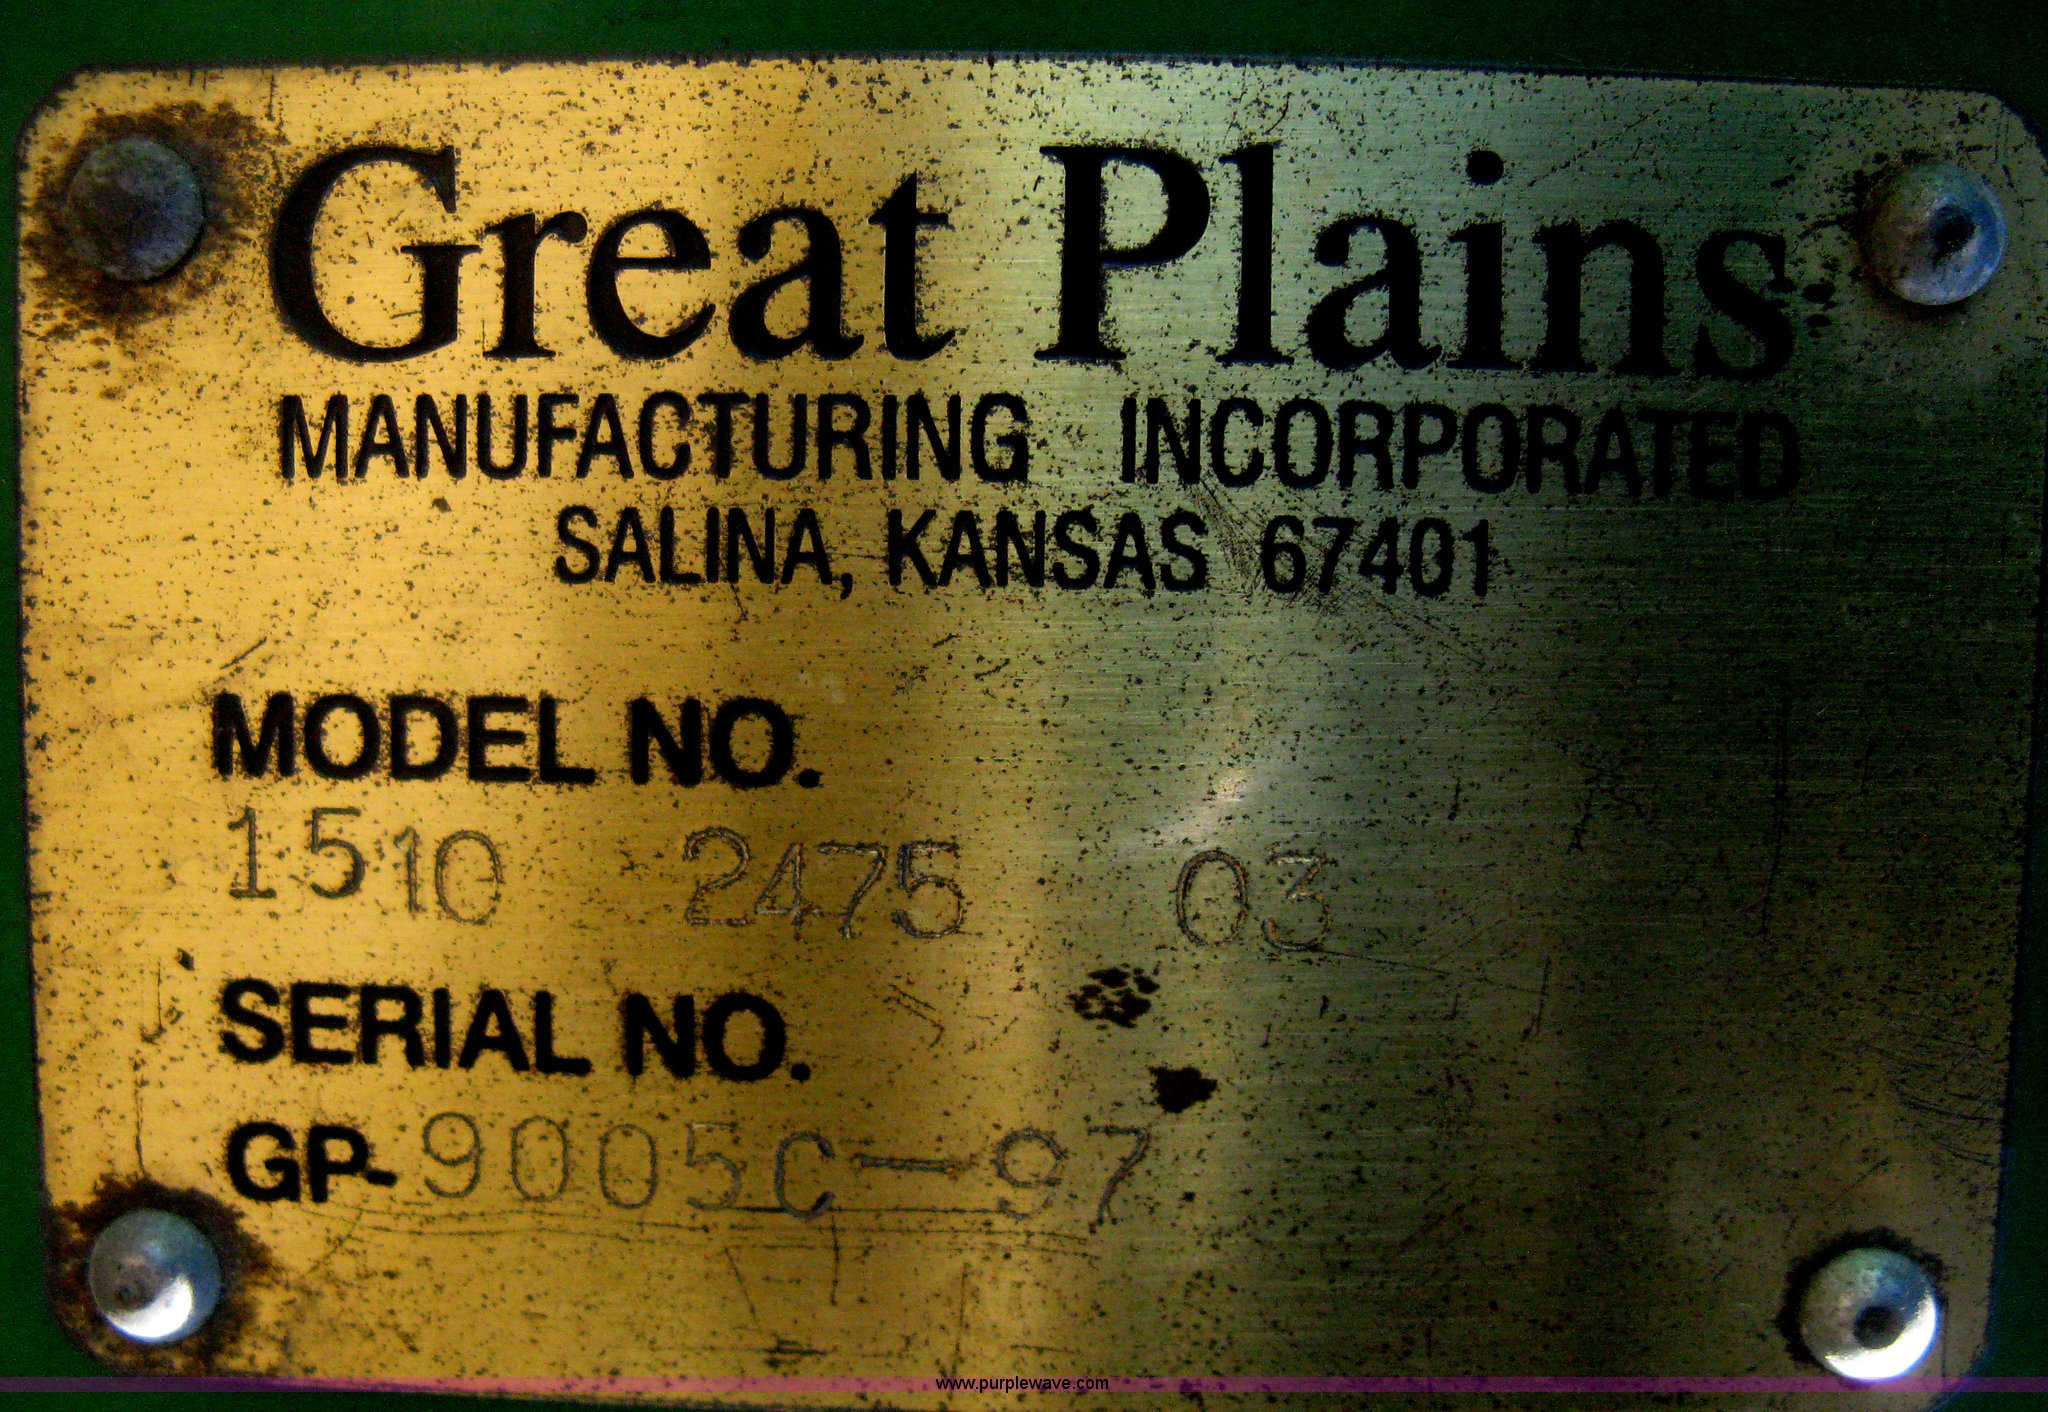 Great Plains
MANUFACTURING INCORPORATED
SALINA, KANSAS 67401
MODEL NO.
1510 2475 03
SERIAL NO.
GP-9005C-97
www.purplewave.com